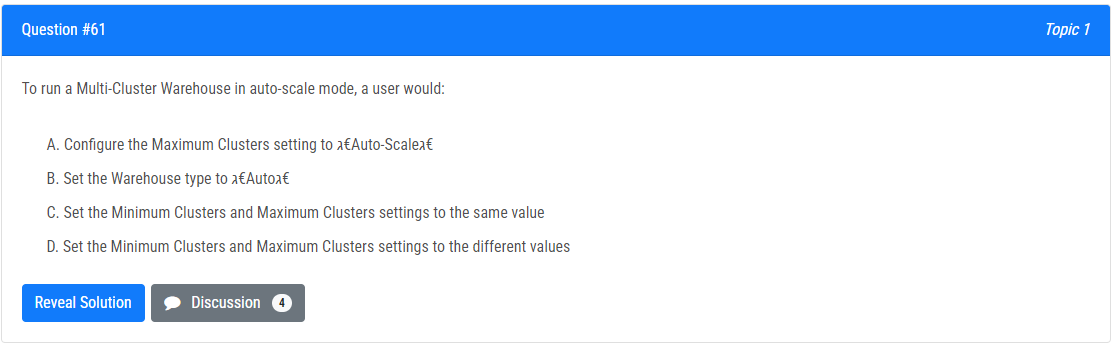 Question #61
Topic 1
To run a Multi-Cluster Warehouse in auto-scale mode, a user would:
A. Configure the Maximum Clusters setting to ג€Auto-Scaleג€
B. Set the Warehouse type to ג€Autoג€
C. Set the Minimum Clusters and Maximum Clusters settings to the same value
D. Set the Minimum Clusters and Maximum Clusters settings to the different values
Reveal Solution
Discussion 4